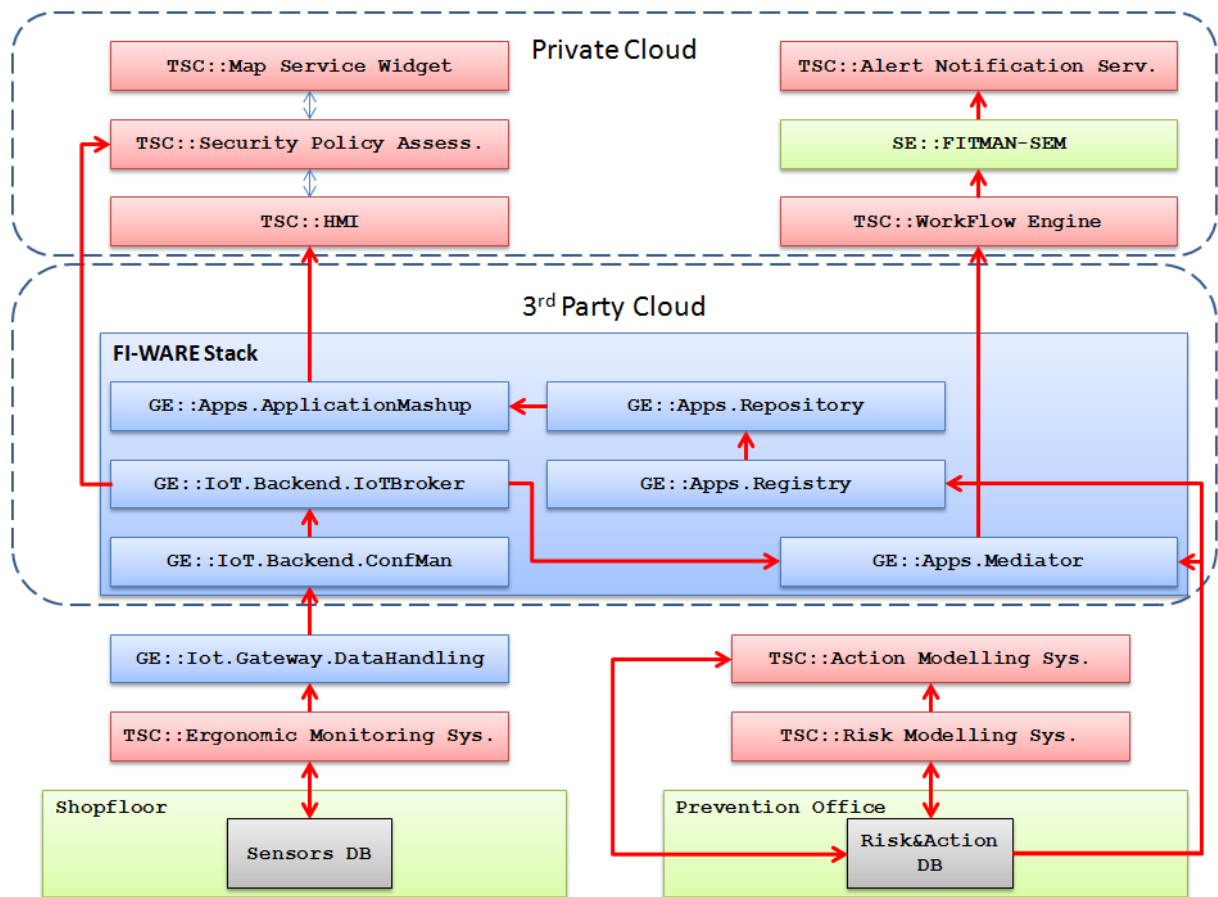 Private Cloud
TSC::Map Service Widget
TSC::Alert Notification Serv.
TSC::Security Policy Assess.
SE::FITMAN-SEM
TSC::HMI
TSC::WorkFlow Engine
3rd Party Cloud
FI-WARE Stack
GE::Apps.ApplicationMashup
GE::Apps.Repository
GE::IoT.Backend.IoTBroker
GE::Apps.Registry
GE::IoT.Backend.ConfMan
GE::Apps.Mediator
GE::Iot.Gateway.DataHandling
TSC::Action Modelling Sys.
TSC::Ergonomic Monitoring Sys.
TSC::Risk Modelling Sys.
Shopfloor
Prevention Office
Sensors DB
Risk&Action
DB